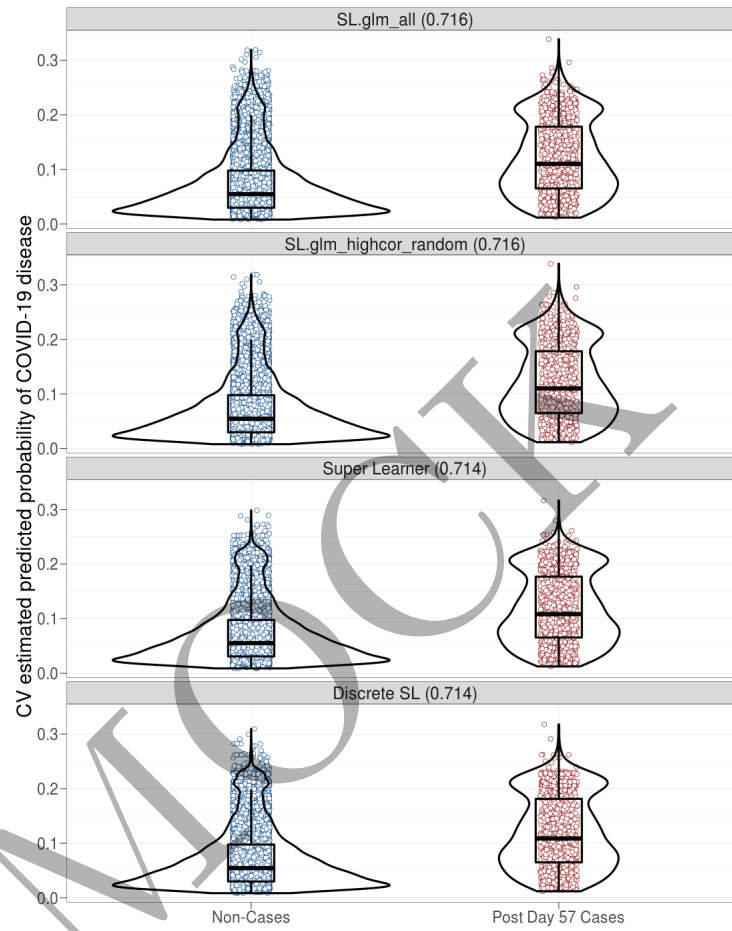 SL.glm_all (0.716)
0.3
0.2
0.1
0.0
SL.glm_highcor_random (0.716)
0.3
0.2
0.1
0.0
Super Learner (0.714)
0.3
0.2
0.1
0.0
Discrete SL (0.714)
0.3
0.2
0.1
0.0
CV estimated predicted probability of COVID-19 disease
Non-Cases
Post Day 57 Cases
MOCK